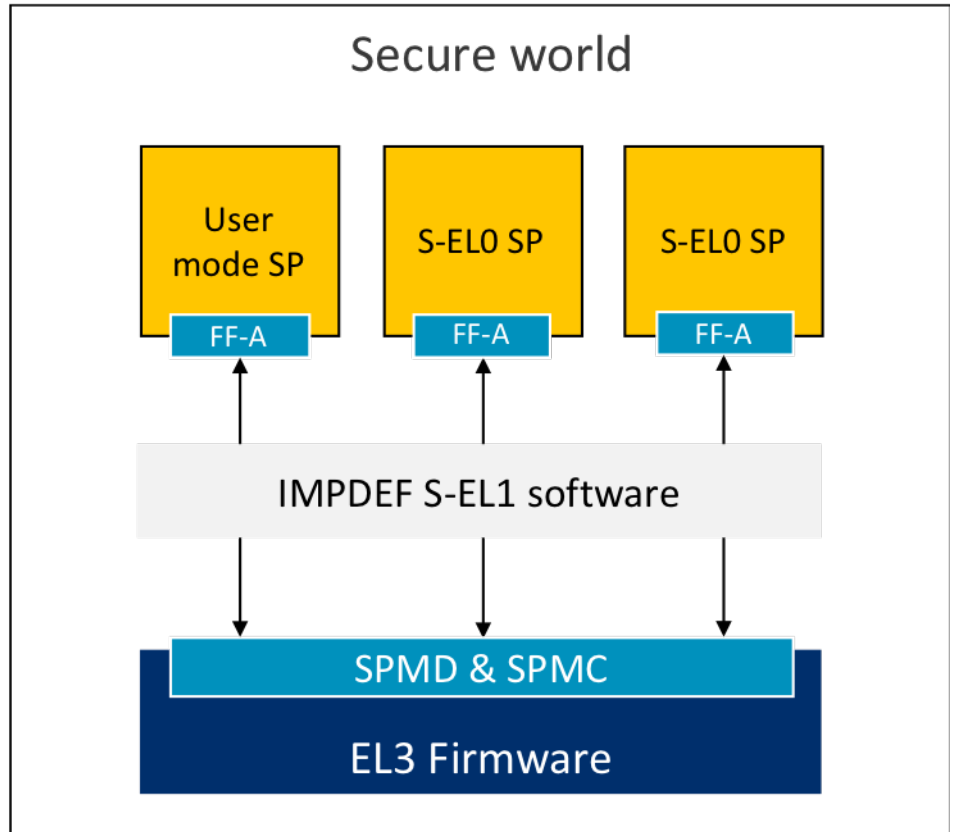 Secure world
User
mode SP
S-EL0 SP
S-EL0 SP
FF-A
FF-A
FF-A
IMPDEF S-EL1 software
SPMD & SPMC
EL3 Firmware